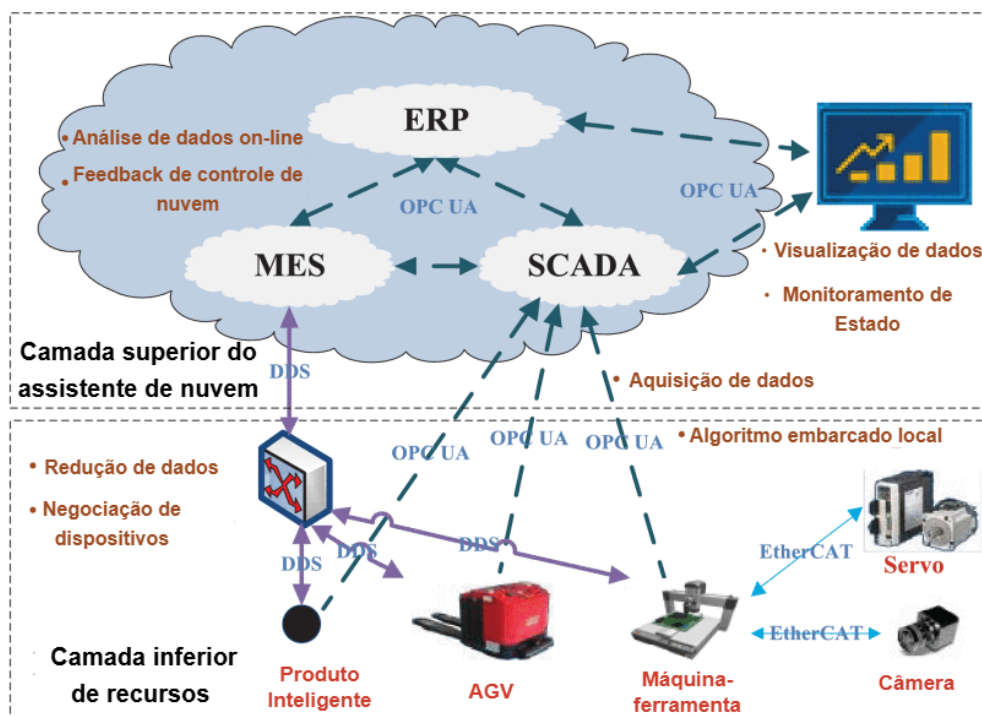 ERP
• Análise de dados on-line
• Feedback de controle de
nuvem
OPC UA
OPC UA
MES
SCADA
• Visualização de dados
• Monitoramento de
Estado
Camada superior do
assistente de nuvem
DDS
• Aquisição de dados
• Algoritmo embarcado local
OPC UA
OPC UA
OPC UA
• Redução de dados
• Negociação de
dispositivos
DDS
DDS
DDS
EtherCAT
Servo
EtherCAT
Camada inferior
de recursos
Produto
Inteligente
AGV
Máquina-
ferramenta
Câmera